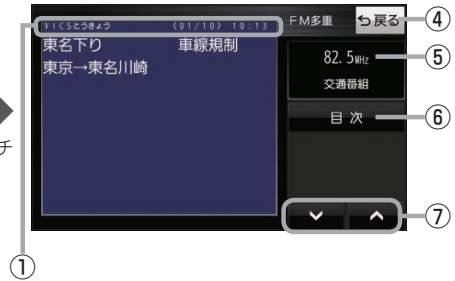 VICSとうきょう (01/10) 10:13
FM多重
戻る
④
東名下り 車線規制
東京→東名川崎
82.5MHz
⑤
交通番組
目次
⑥
チ
⑦
①